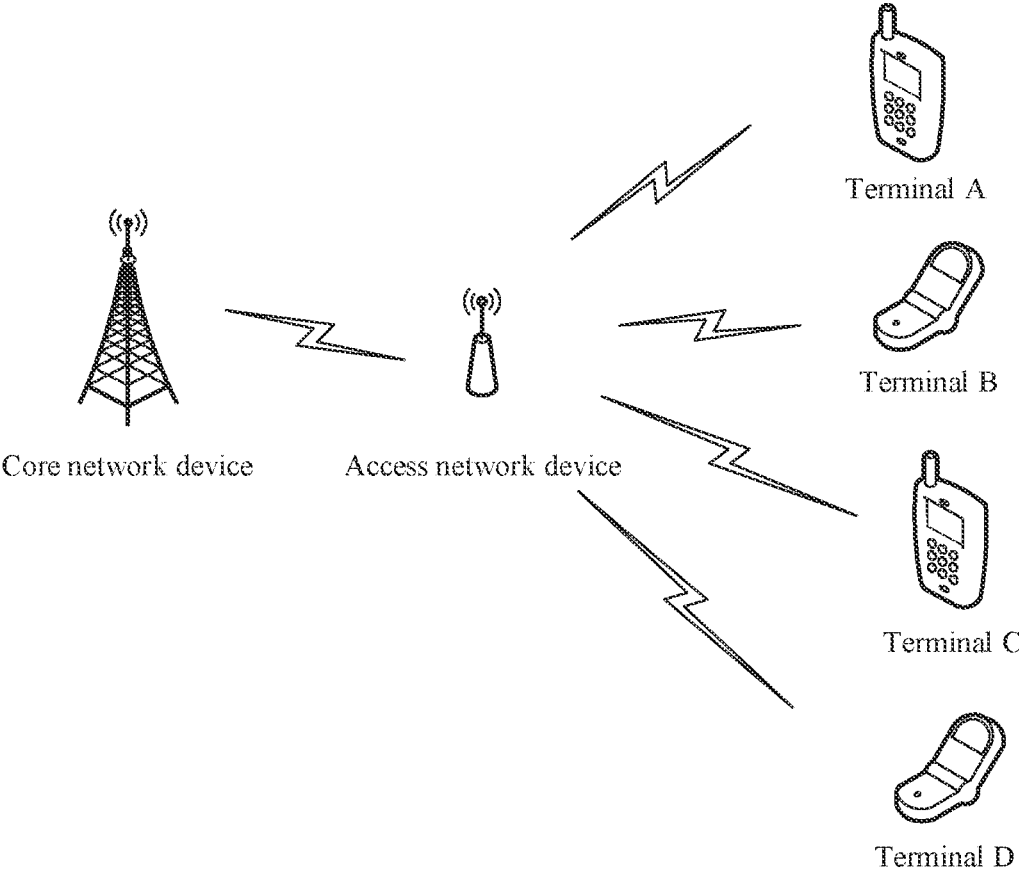 Terminal A
Terminal B
Core network device
Access network device
Terminal C
Terminal D